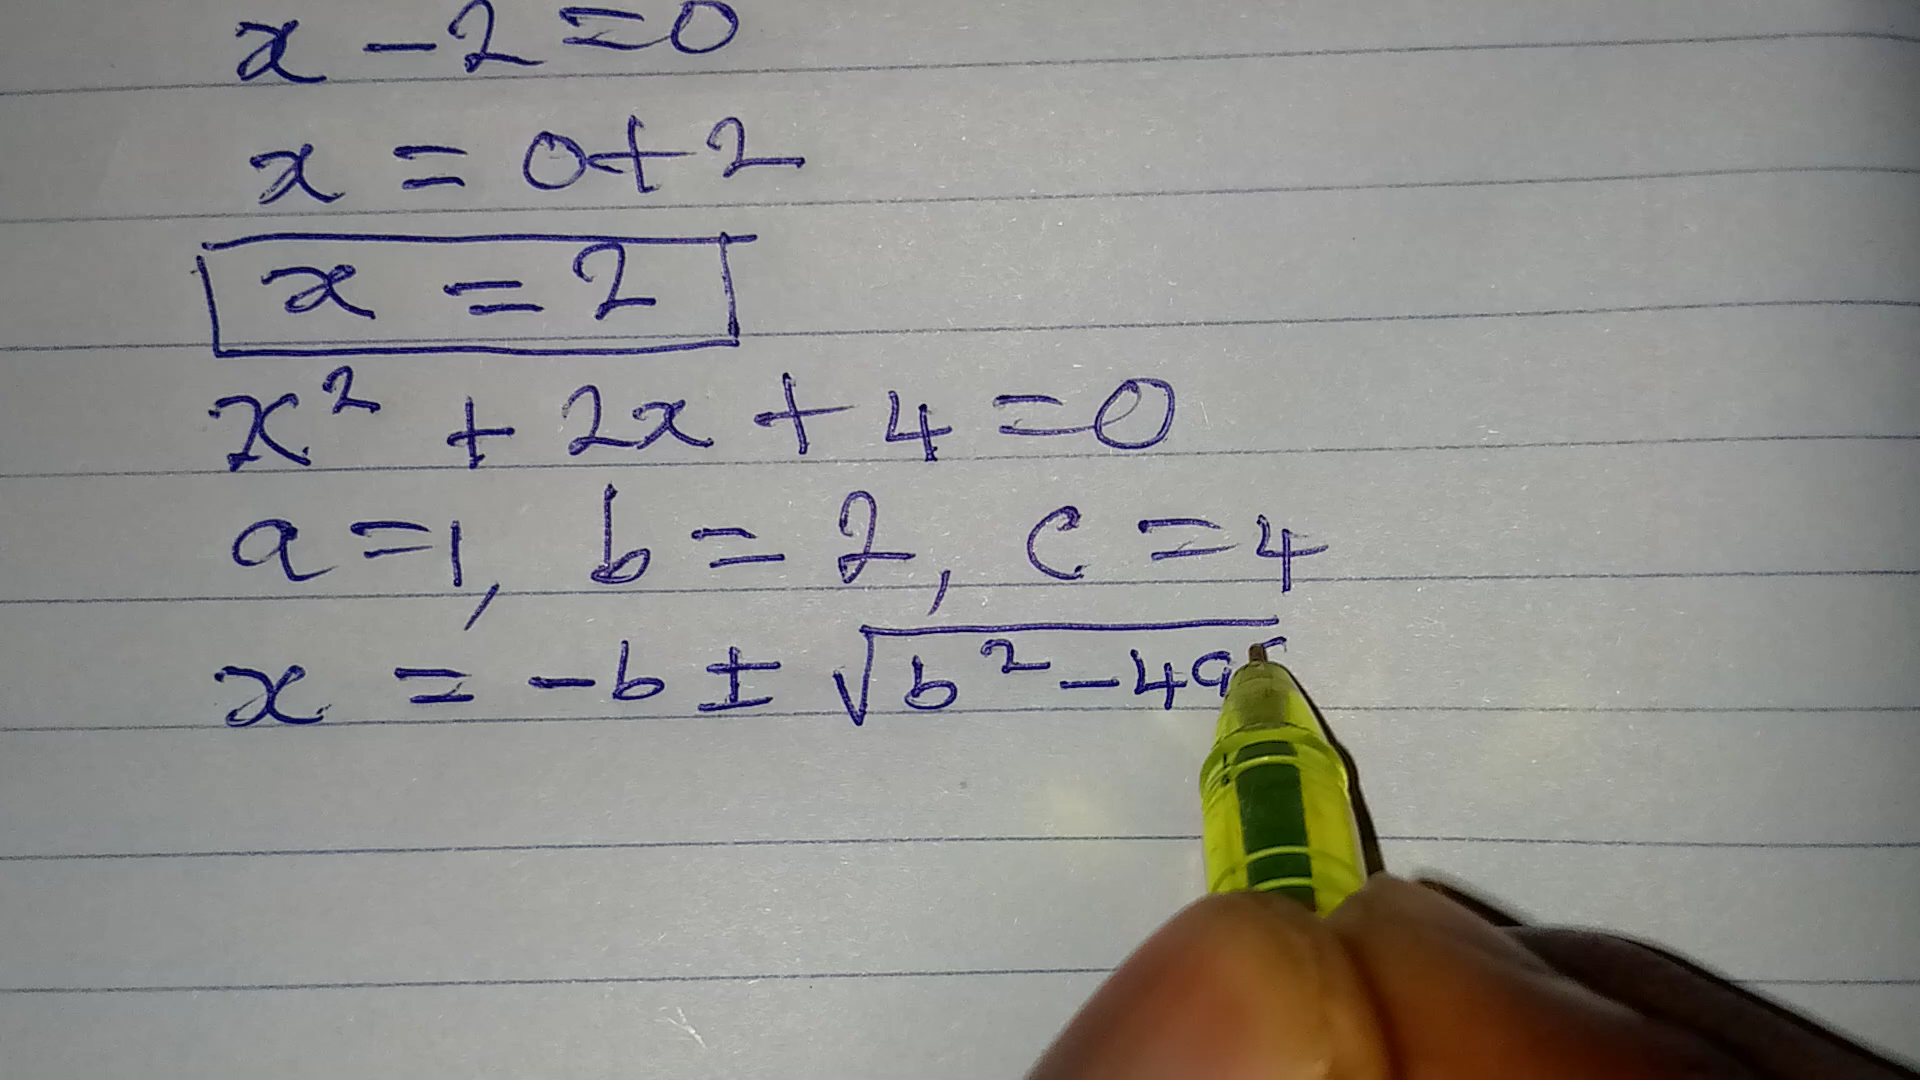 x - 2 = 0
x = 0 + 2
x = 2
x² + 2x + 4 = 0
a = 1, b = 2, c = 4
x = -b ± √b² - 4a